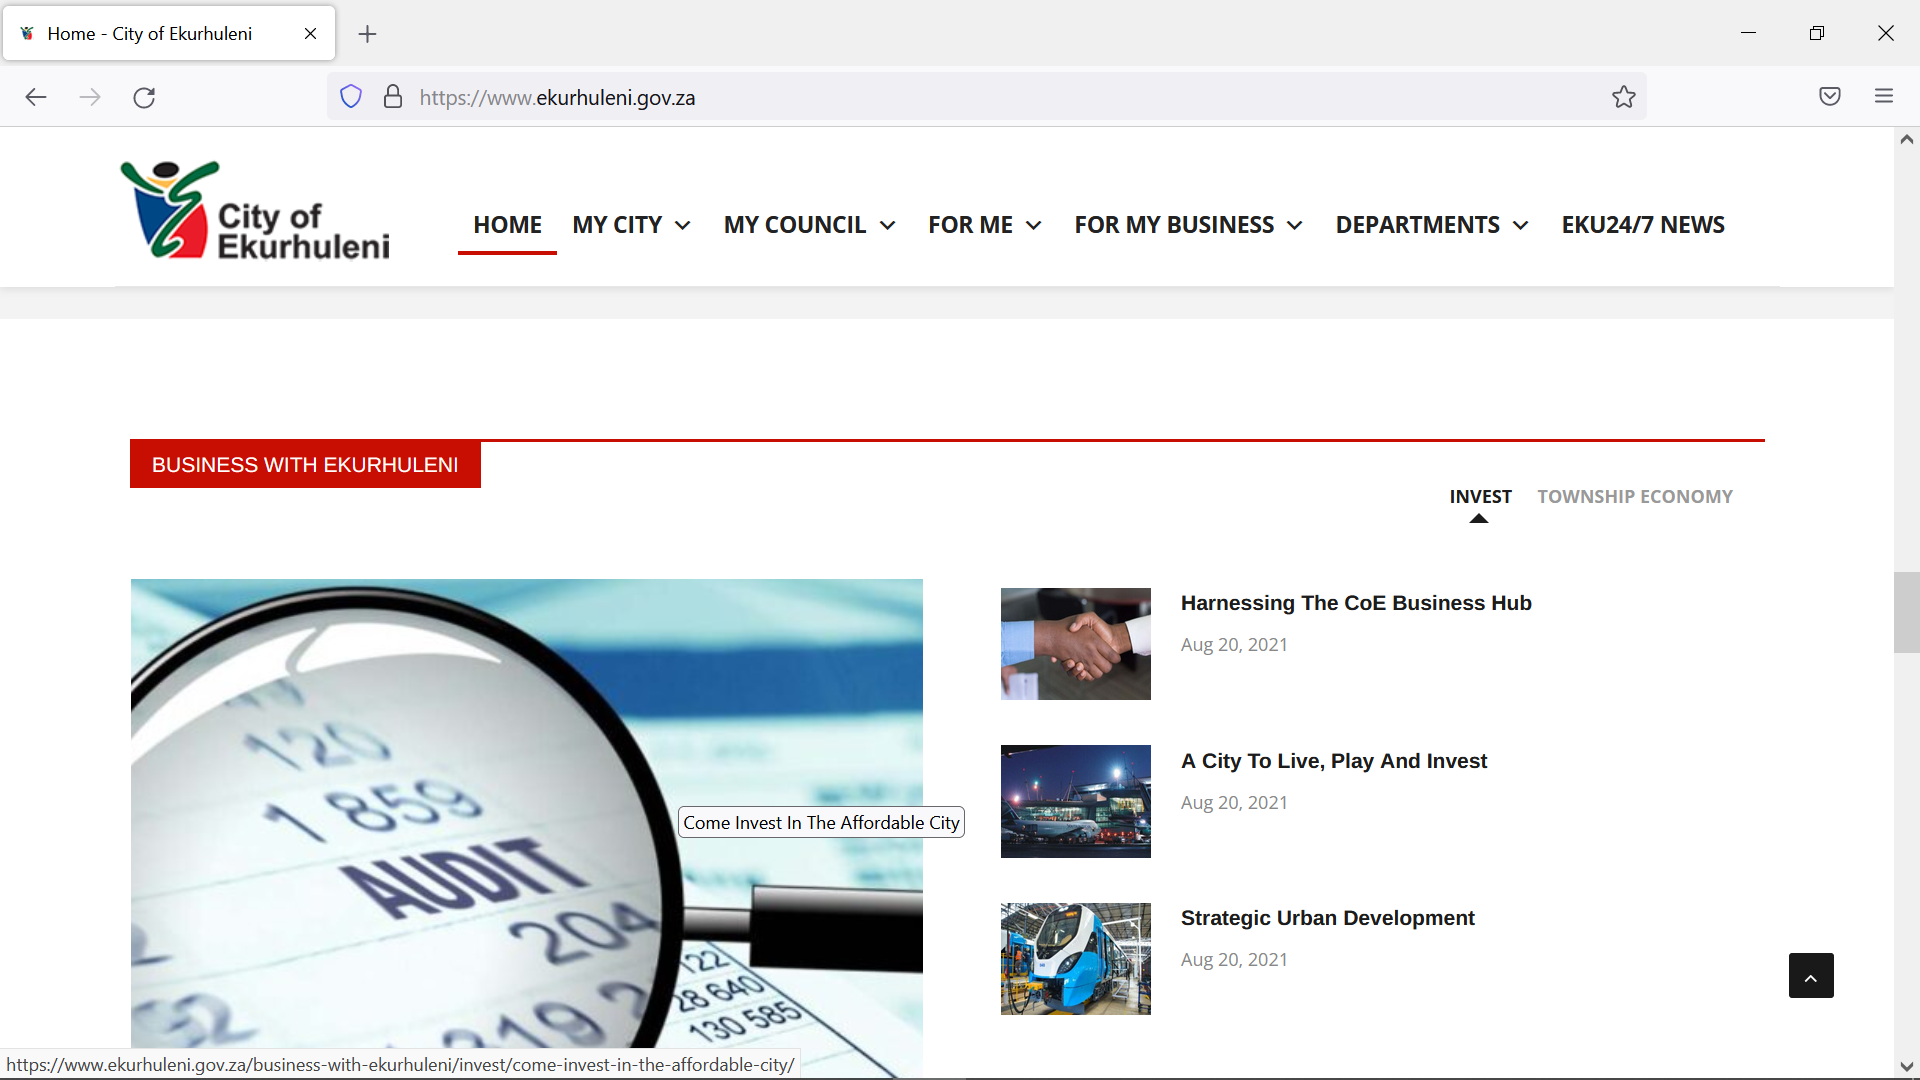 Home - City of Ekurhuleni
https://www.ekurhuleni.gov.za
City of
Ekurhuleni
HOME
MY CITY
MY COUNCIL
FOR ME
FOR MY BUSINESS
DEPARTMENTS
EKU24/7 NEWS
BUSINESS WITH EKURHULENI
INVEST
TOWNSHIP ECONOMY
120
1 859
AUDIT
204
122
28 640
130 585
Come Invest In The Affordable City
Harnessing The CoE Business Hub
Aug 20, 2021
A City To Live, Play And Invest
Aug 20, 2021
Strategic Urban Development
Aug 20, 2021
https://www.ekurhuleni.gov.za/business-with-ekurhuleni/invest/come-invest-in-the-affordable-city/